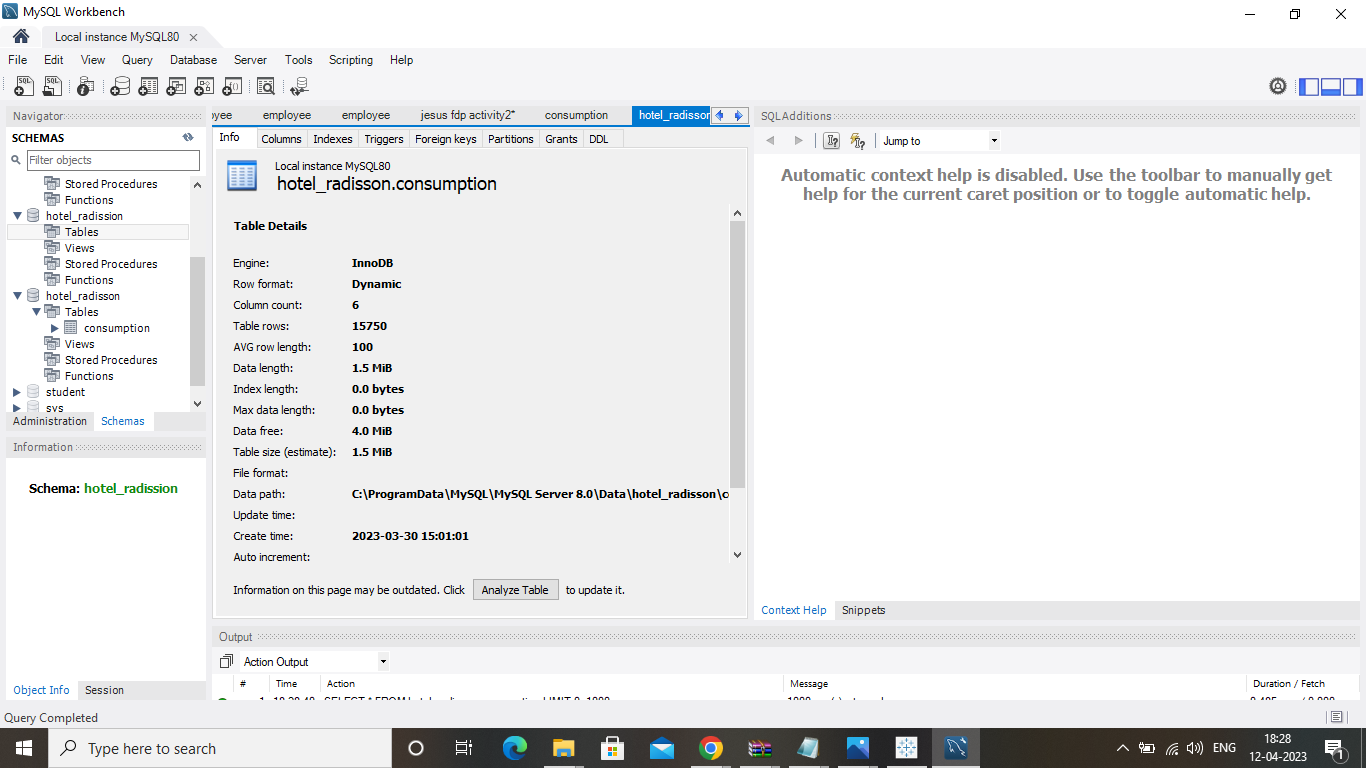 MySQL Workbench
Local instance MySQL80
File Edit View Query Database Server Tools Scripting Help
Navigator
SCHEMAS
Filter objects
Stored Procedures
Functions
hotel_radission
Tables
Views
Stored Procedures
Functions
hotel_radisson
Tables
consumption
Views
Stored Procedures
Functions
student
sys
Administration Schemas
Information
Schema: hotel_radission
Object Info Session
yee employee employee jesus fdp activity2* consumption hotel_radisson
Info Columns Indexes Triggers Foreign keys Partitions Grants DDL
Local instance MySQL80
hotel_radisson.consumption
Table Details
Engine: InnoDB
Row format: Dynamic
Column count: 6
Table rows: 15750
AVG row length: 100
Data length: 1.5 MiB
Index length: 0.0 bytes
Max data length: 0.0 bytes
Data free: 4.0 MiB
Table size (estimate): 1.5 MiB
File format:
Data path: C:\ProgramData\MySQL\MySQL Server 8.0\Data\hotel_radisson\c
Update time:
Create time: 2023-03-30 15:01:01
Auto increment:
Information on this page may be outdated. Click Analyze Table to update it.
SQLAdditions
Jump to
Automatic context help is disabled. Use the toolbar to manually get
help for the current caret position or to toggle automatic help.
Context Help Snippets
Output
Action Output
# Time Action Message Duration / Fetch
Query Completed
Type here to search
ENG
18:28
12-04-2023
1